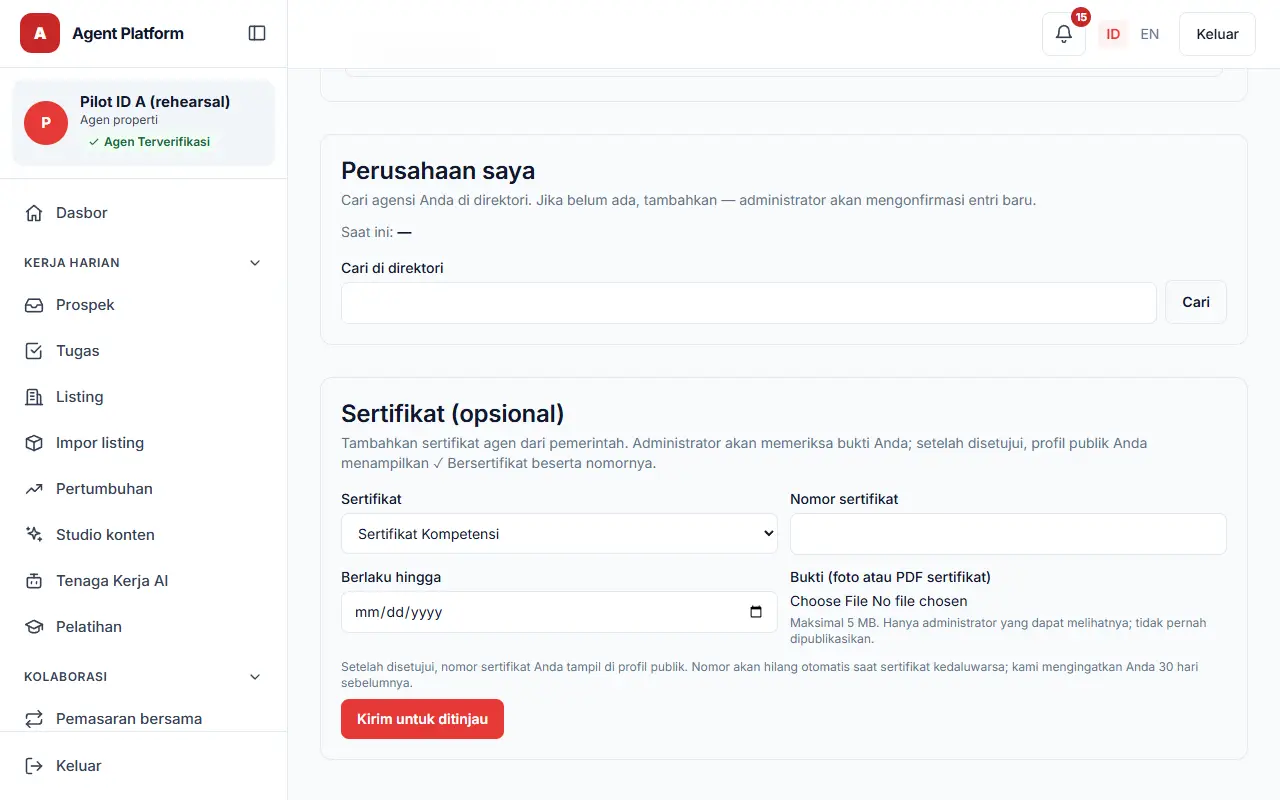 A
Agent Platform
15
ID
EN
Keluar
P
Pilot ID A (rehearsal)
Agen properti
✓ Agen Terverifikasi
Dasbor
KERJA HARIAN
Prospek
Tugas
Listing
Impor listing
Pertumbuhan
Studio konten
Tenaga Kerja AI
Pelatihan
KOLABORASI
Pemasaran bersama
Keluar
Perusahaan saya
Cari agensi Anda di direktori. Jika belum ada, tambahkan — administrator akan mengonfirmasi entri baru.
Saat ini: —
Cari di direktori
Cari
Sertifikat (opsional)
Tambahkan sertifikat agen dari pemerintah. Administrator akan memeriksa bukti Anda; setelah disetujui, profil publik Anda
menampilkan ✓ Bersertifikat beserta nomornya.
Sertifikat
Nomor sertifikat
Sertifikat Kompetensi
Berlaku hingga
Bukti (foto atau PDF sertifikat)
mm/dd/yyyy
Choose File No file chosen
Maksimal 5 MB. Hanya administrator yang dapat melihatnya; tidak pernah
dipublikasikan.
Setelah disetujui, nomor sertifikat Anda tampil di profil publik. Nomor akan hilang otomatis saat sertifikat kedaluwarsa; kami mengingatkan Anda 30 hari
sebelumnya.
Kirim untuk ditinjau